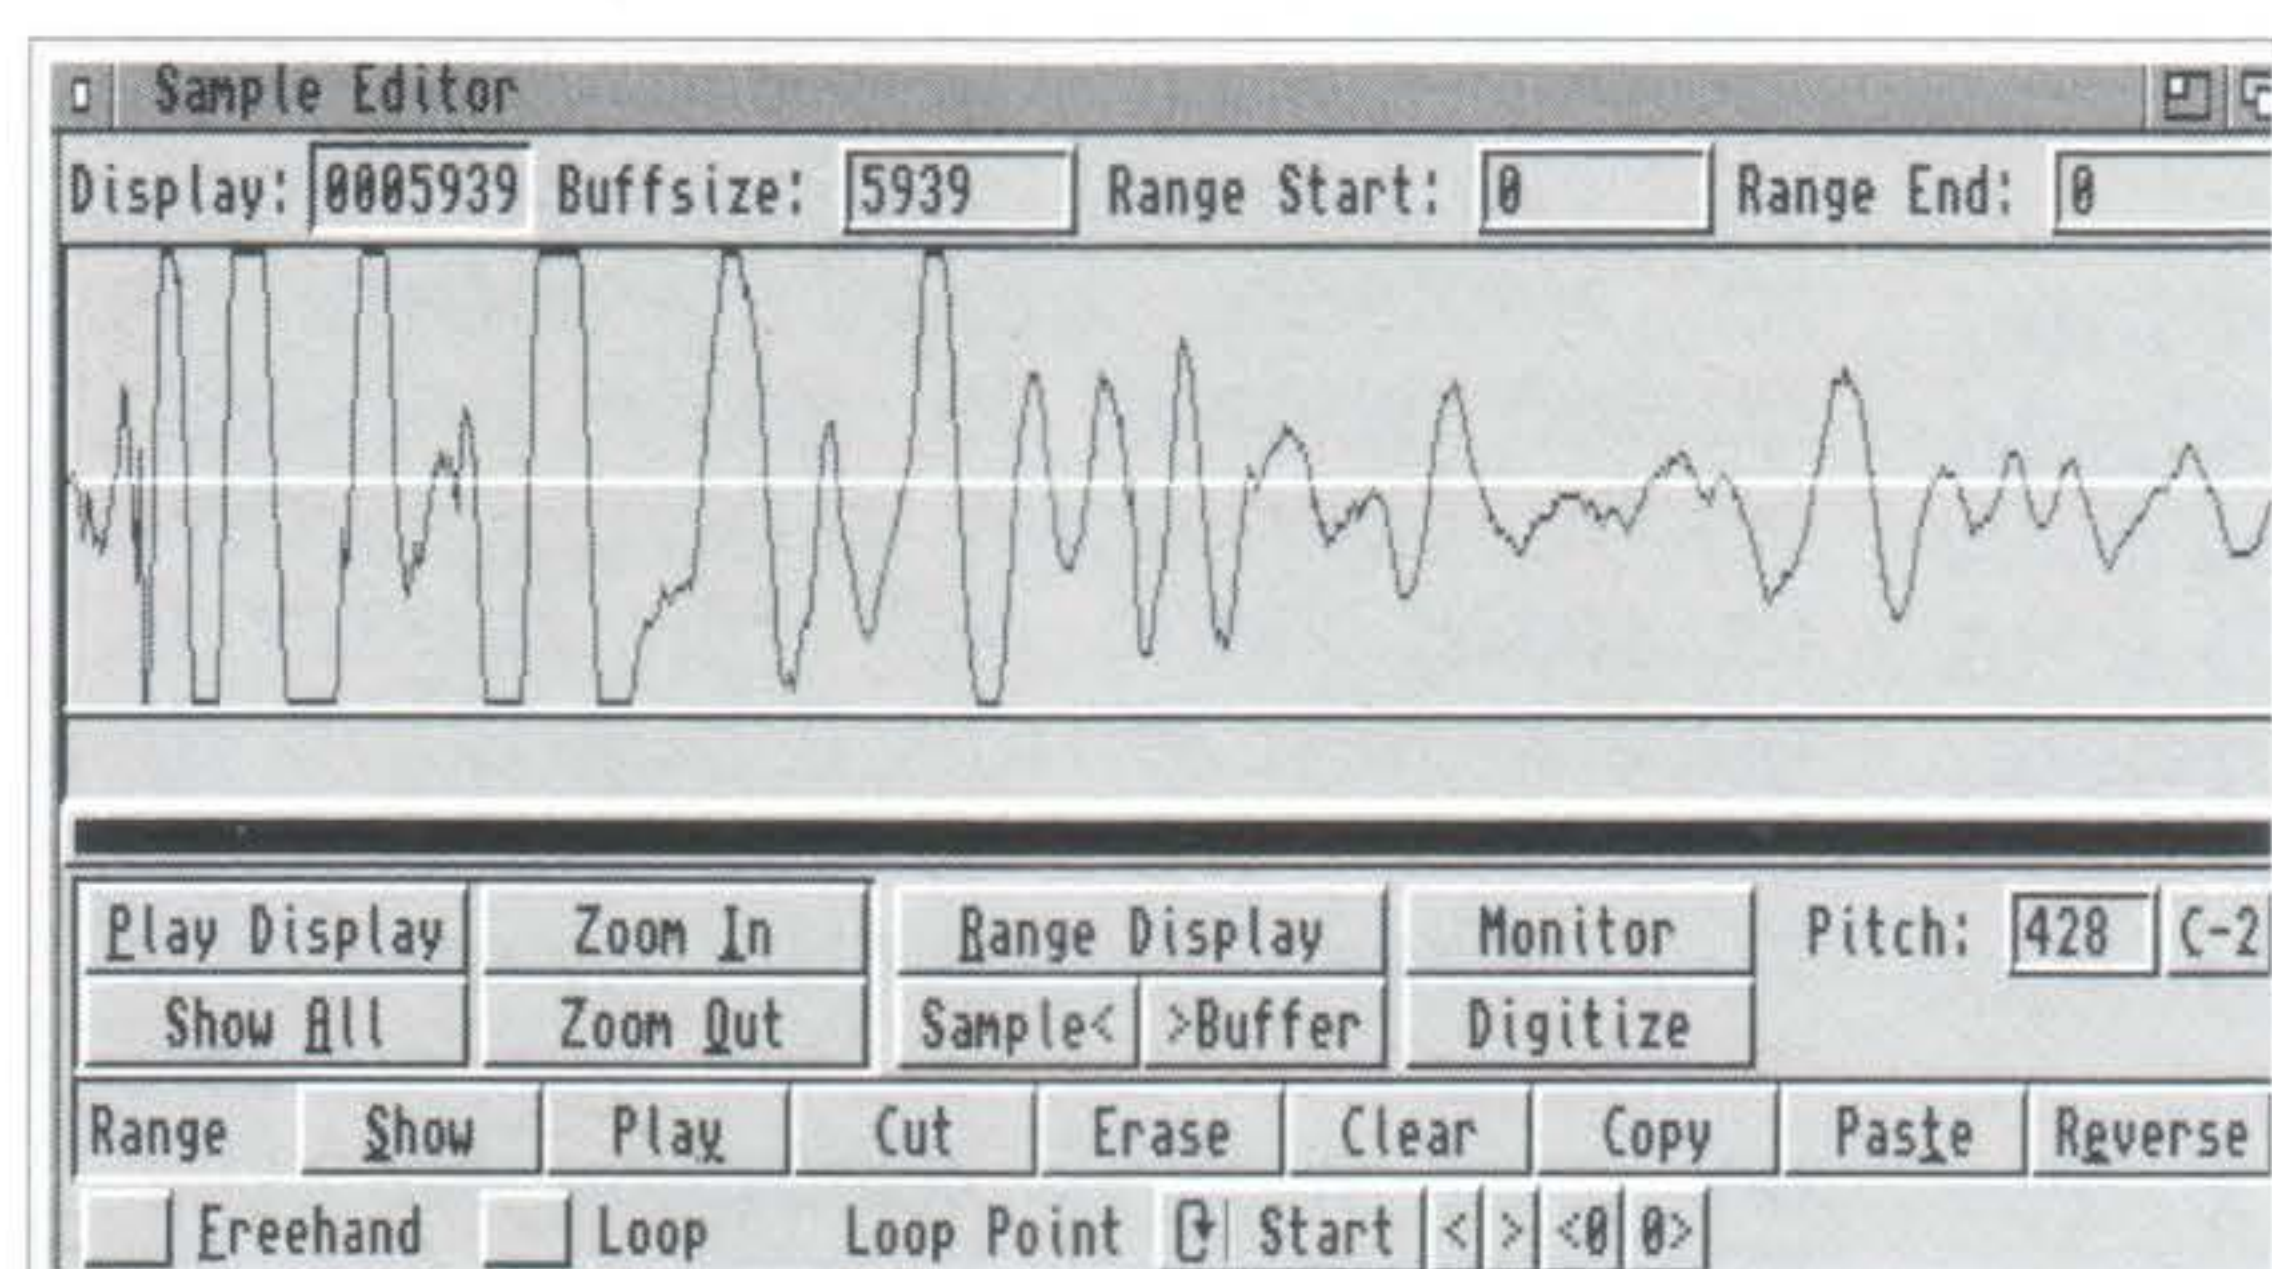 Sample Editor
Display: 0005939 Buffsize: 5939 Range Start: 0 Range End: 0
Play Display Zoom In Range Display Monitor Pitch: 428 C-2
Show All Zoom Out Sample< >Buffer Digitize
Range Show Play Cut Erase Clear Copy Paste Reverse
Freehand Loop Loop Point Start < > <0 0>